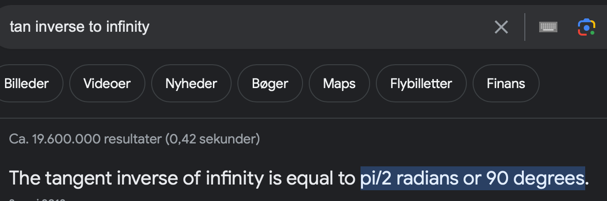 tan inverse to infinity
Billeder Videoer Nyheder Bøger Maps Flybilletter Finans
Ca. 19.600.000 resultater (0,42 sekunder)
The tangent inverse of infinity is equal to pi/2 radians or 90 degrees.